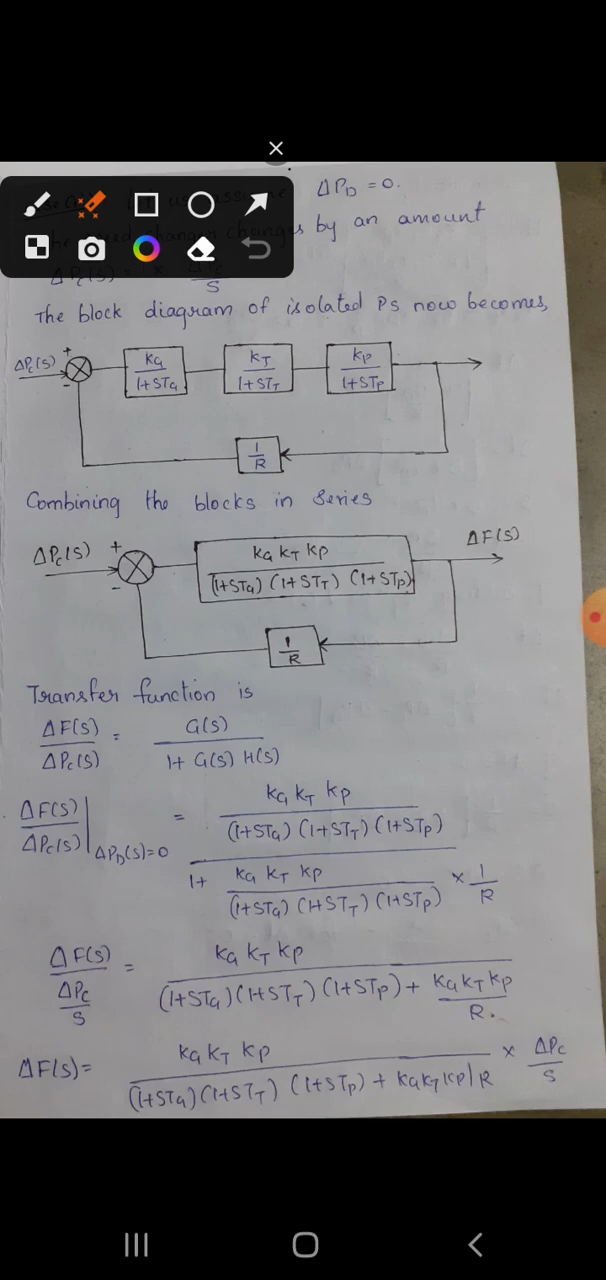 ΔP_D = 0.
by an amount
ΔP_C(s) =
S
The block diagram of isolated Ps now becomes,
ΔP_C(s) + - K_G/(1+ST_G) K_T/(1+ST_T) K_P/(1+ST_P)
1/R
Combining the blocks in series
ΔP_C(s) + - K_G K_T K_P/((1+ST_G) (1+ST_T) (1+ST_P)) ΔF(s)
1/R
Transfer function is
ΔF(s)/ΔP_C(s) = G(s)/(1+ G(s) H(s))
ΔF(s)/ΔP_C(s)|ΔP_D(s)=0 = (K_G K_T K_P/((1+ST_G) (1+ST_T) (1+ST_P)))/(1+ K_G K_T K_P/((1+ST_G) (1+ST_T) (1+ST_P)) × 1/R)
ΔF(s)/(ΔP_C/S) = K_G K_T K_P/((1+ST_G)(1+ST_T) (1+ST_P) + K_G K_T K_P/R.)
ΔF(s)= K_G K_T K_P/((1+ST_G)(1+ST_T) (1+ST_P) + K_G K_T K_P|R) × ΔP_C/S